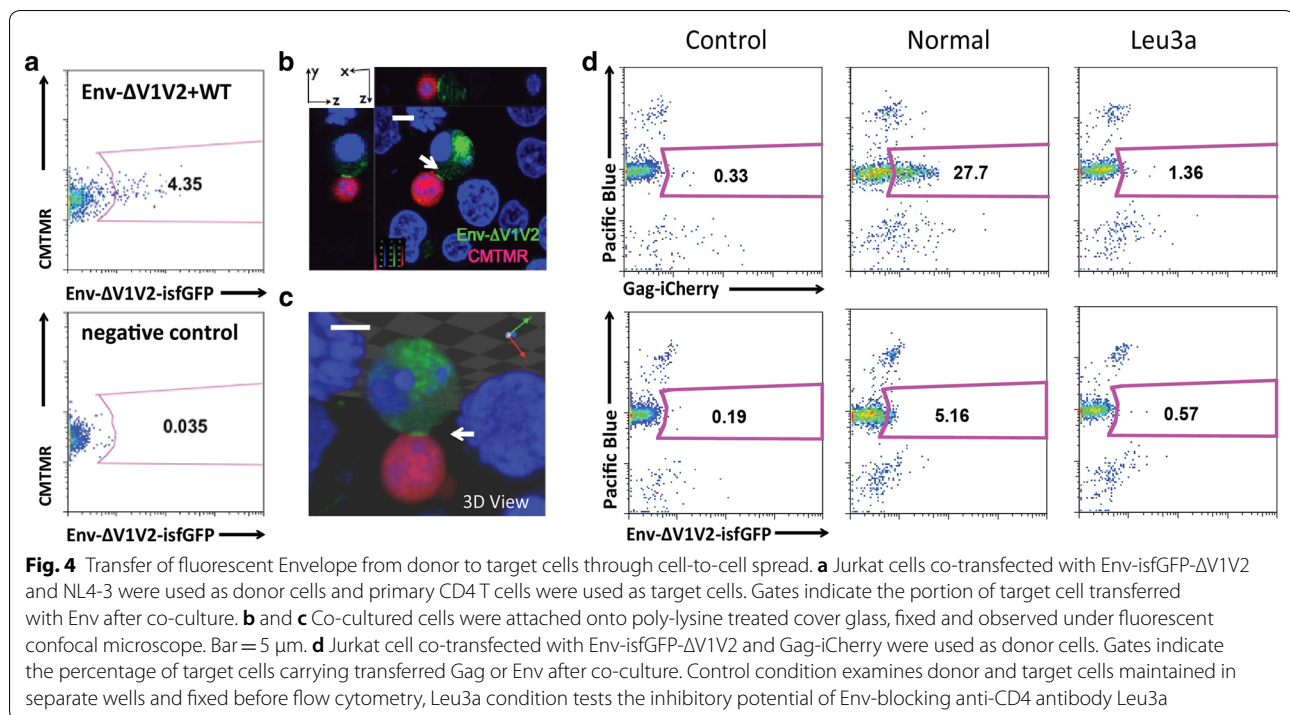 a
Env-ΔV1V2+WT
4.35
CMTMR
Env-ΔV1V2-isfGFP
negative control
0.035
CMTMR
Env-ΔV1V2-isfGFP
b
y
z
x
z
Env-ΔV1V2
CMTMR
c
3D View
d
Control
Normal
Leu3a
Pacific Blue
0.33
Gag-iCherry
Pacific Blue
27.7
Pacific Blue
1.36
Pacific Blue
0.19
Env-ΔV1V2-isfGFP
Pacific Blue
5.16
Pacific Blue
0.57
Fig. 4 Transfer of fluorescent Envelope from donor to target cells through cell-to-cell spread. a Jurkat cells co-transfected with Env-isfGFP-ΔV1V2
and NL4-3 were used as donor cells and primary CD4 T cells were used as target cells. Gates indicate the portion of target cell transferred
with Env after co-culture. b and c Co-cultured cells were attached onto poly-lysine treated cover glass, fixed and observed under fluorescent
confocal microscope. Bar = 5 μm. d Jurkat cell co-transfected with Env-isfGFP-ΔV1V2 and Gag-iCherry were used as donor cells. Gates indicate
the percentage of target cells carrying transferred Gag or Env after co-culture. Control condition examines donor and target cells maintained in
separate wells and fixed before flow cytometry, Leu3a condition tests the inhibitory potential of Env-blocking anti-CD4 antibody Leu3a